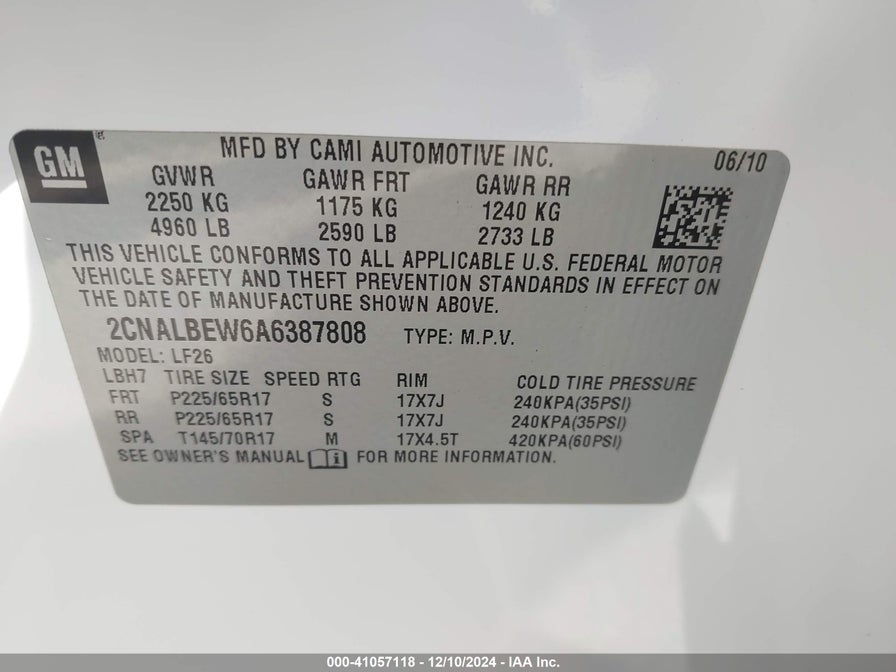 GM
MFD BY CAMI AUTOMOTIVE INC. 06/10
GVWR GAWR FRT GAWR RR
2250 KG 1175 KG 1240 KG
4960 LB 2590 LB 2733 LB
THIS VEHICLE CONFORMS TO ALL APPLICABLE U.S. FEDERAL MOTOR
VEHICLE SAFETY AND THEFT PREVENTION STANDARDS IN EFFECT ON
THE DATE OF MANUFACTURE SHOWN ABOVE.
2CNALBEW6A6387808 TYPE: M.P.V.
MODEL: LF26
LBH7 TIRE SIZE SPEED RTG RIM COLD TIRE PRESSURE
FRT P225/65R17 S 17X7J 240KPA(35PSI)
RR P225/65R17 S 17X7J 240KPA(35PSI)
SPA T145/70R17 M 17X4.5T 420KPA(60PSI)
SEE OWNER'S MANUAL FOR MORE INFORMATION.
000-41057118 - 12/10/2024 - IAA Inc.